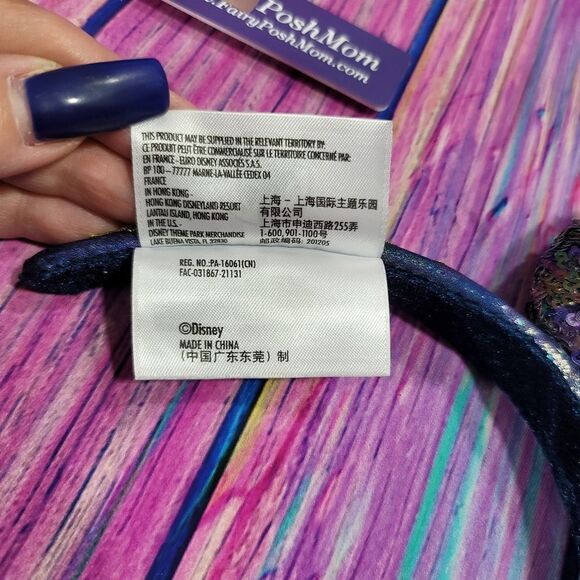 PoshMom
FairyPoshMom.com
THIS PRODUCT MAY BE SUPPLIED IN THE RELEVANT TERRITORY BY:
CE PRODUIT PEUT ÊTRE COMMERCIALISÉ SUR LE TERRITOIRE CONCERNÉ PAR:
EN FRANCE - EURO DISNEY ASSOCIÉS S.A.S.
BP 100 - 77777 MARNE-LA-VALLÉE CEDEX 04
FRANCE
IN HONG KONG -
HONG KONG DISNEYLAND RESORT
LANTAU ISLAND, HONG KONG
IN THE U.S. -
DISNEY THEME PARK MERCHANDISE
LAKE BUENA VISTA, FL 32830
上海 - 上海国际主题乐园
有限公司
上海市申迪西路255弄
1-600,901-1100号
邮政编码: 201205
REG. NO.:PA-16061(CN)
FAC-031867-21131
©Disney
MADE IN CHINA
(中国广东东莞) 制